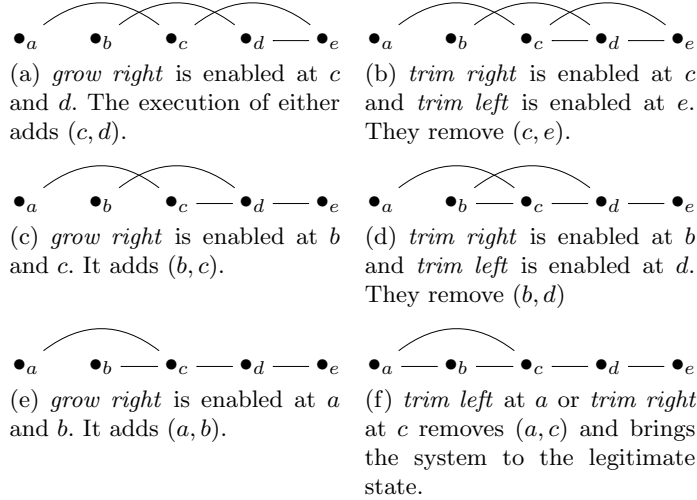 a b c d e
a b c d e
(a) grow right is enabled at c
and d. The execution of either
adds (c, d).
(b) trim right is enabled at c
and trim left is enabled at e.
They remove (c, e).
a b c d e
a b c d e
(c) grow right is enabled at b
and c. It adds (b, c).
(d) trim right is enabled at b
and trim left is enabled at d.
They remove (b, d)
a b c d e
a b c d e
(e) grow right is enabled at a
and b. It adds (a, b).
(f) trim left at a or trim right
at c removes (a, c) and brings
the system to the legitimate
state.